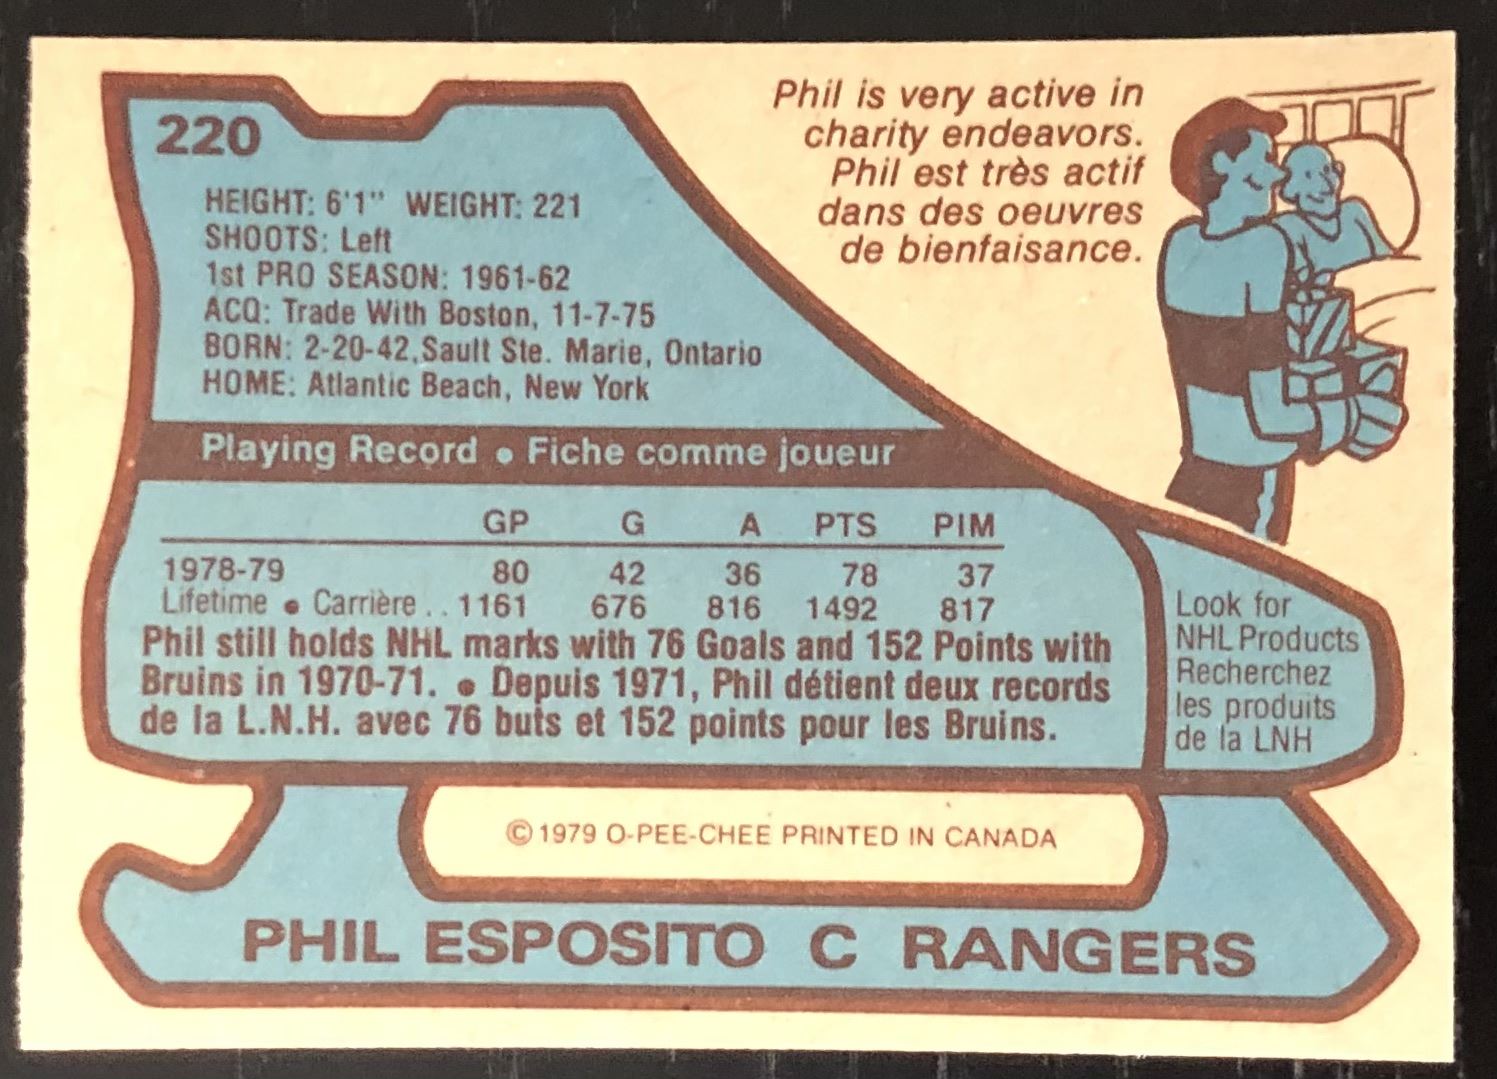 220
HEIGHT: 6'1" WEIGHT: 221
SHOOTS: Left
1st PRO SEASON: 1961-62
ACQ: Trade With Boston, 11-7-75
BORN: 2-20-42, Sault Ste. Marie, Ontario
HOME: Atlantic Beach, New York
Phil is very active in
charity endeavors.
Phil est très actif
dans des oeuvres
de bienfaisance.
Playing Record • Fiche comme joueur
GP G A PTS PIM
1978-79 80 42 36 78 37
Lifetime • Carrière .. 1161 676 816 1492 817
Phil still holds NHL marks with 76 Goals and 152 Points with
Bruins in 1970-71. • Depuis 1971, Phil détient deux records
de la L.N.H. avec 76 buts et 152 points pour les Bruins.
Look for
NHL Products
Recherchez
les produits
de la LNH
© 1979 O-PEE-CHEE PRINTED IN CANADA
PHIL ESPOSITO C RANGERS